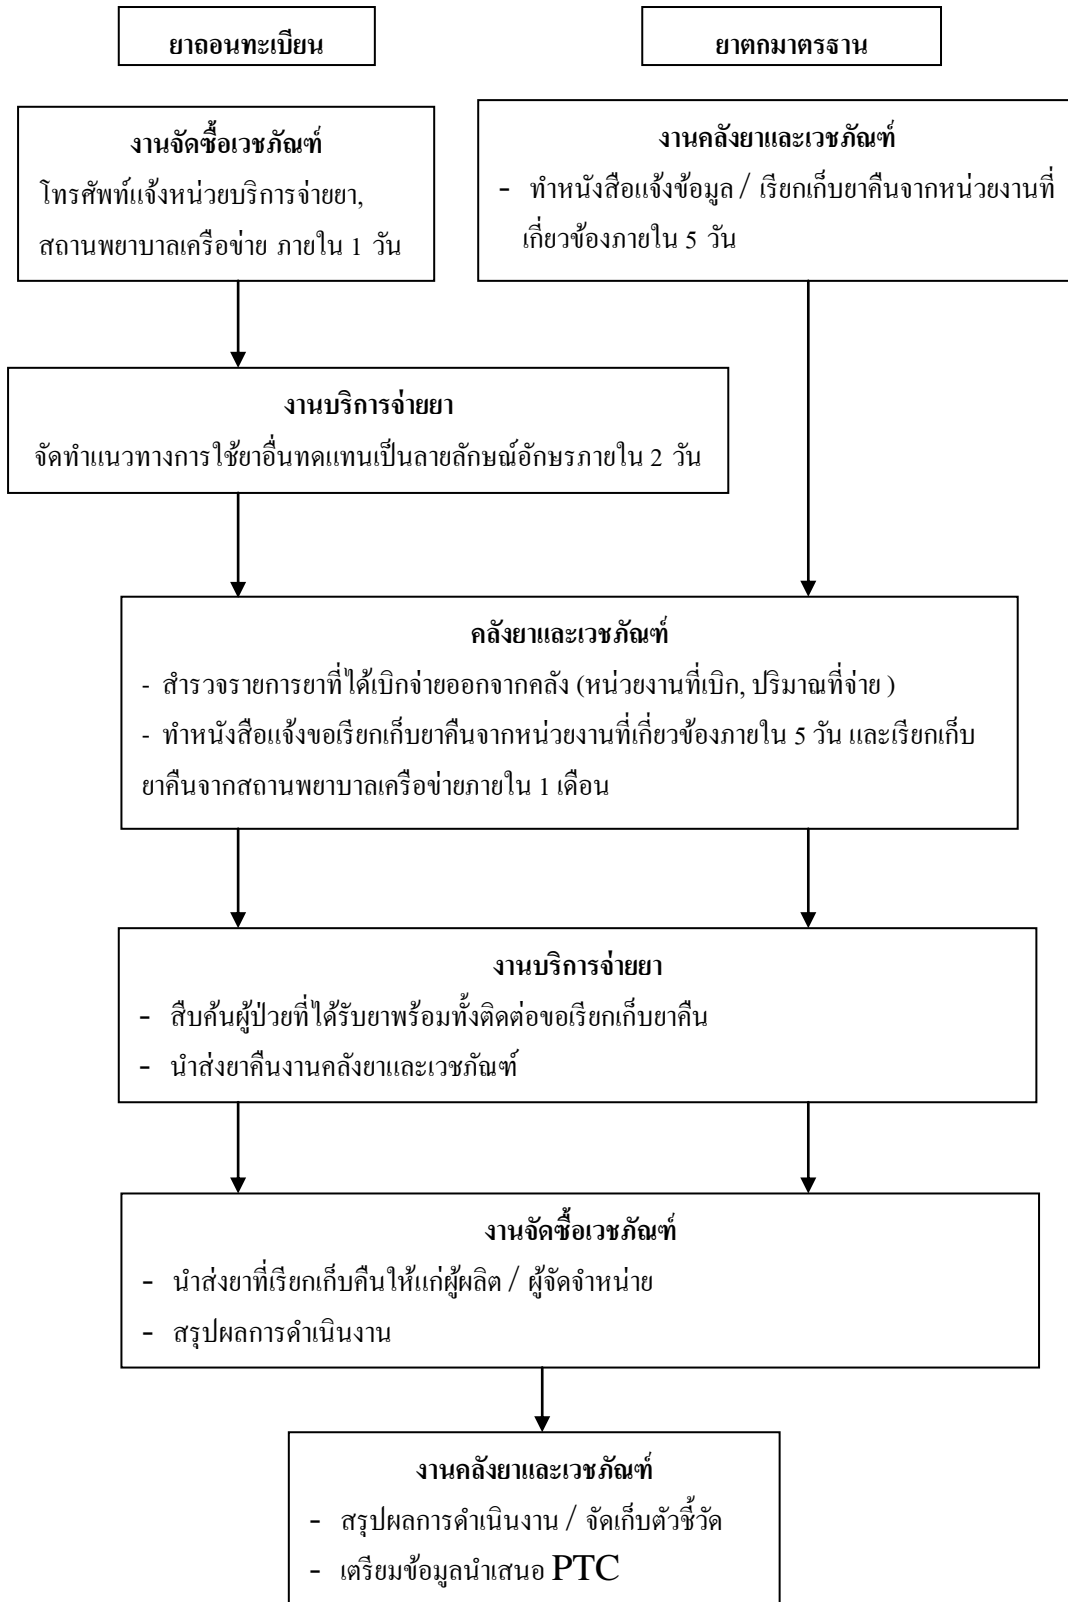 ยาถอนทะเบียน
ยาตกมาตรฐาน
งานจัดซื้อเวชภัณฑ์
โทรศัพท์แจ้งหน่วยบริการจ่ายยา,
สถานพยาบาลเครือข่าย ภายใน 1 วัน
งานคลังยาและเวชภัณฑ์
- ทำหนังสือแจ้งข้อมูล / เรียกเก็บยาคืนจากหน่วยงานที่
เกี่ยวข้องภายใน 5 วัน
งานบริการจ่ายยา
จัดทำแนวทางการใช้ยาอื่นทดแทนเป็นลายลักษณ์อักษรภายใน 2 วัน
คลังยาและเวชภัณฑ์
- สำรวจรายการยาที่ได้เบิกจ่ายออกจากคลัง (หน่วยงานที่เบิก, ปริมาณที่จ่าย )
- ทำหนังสือแจ้งขอเรียกเก็บยาคืนจากหน่วยงานที่เกี่ยวข้องภายใน 5 วัน และเรียกเก็บ
ยาคืนจากสถานพยาบาลเครือข่ายภายใน 1 เดือน
งานบริการจ่ายยา
- สืบค้นผู้ป่วยที่ได้รับยาพร้อมทั้งติดต่อขอเรียกเก็บยาคืน
- นำส่งยาคืนงานคลังยาและเวชภัณฑ์
งานจัดซื้อเวชภัณฑ์
- นำส่งยาที่เรียกเก็บคืนให้แก่ผู้ผลิต / ผู้จัดจำหน่าย
- สรุปผลการดำเนินงาน
งานคลังยาและเวชภัณฑ์
- สรุปผลการดำเนินงาน / จัดเก็บตัวชี้วัด
- เตรียมข้อมูลนำเสนอ PTC